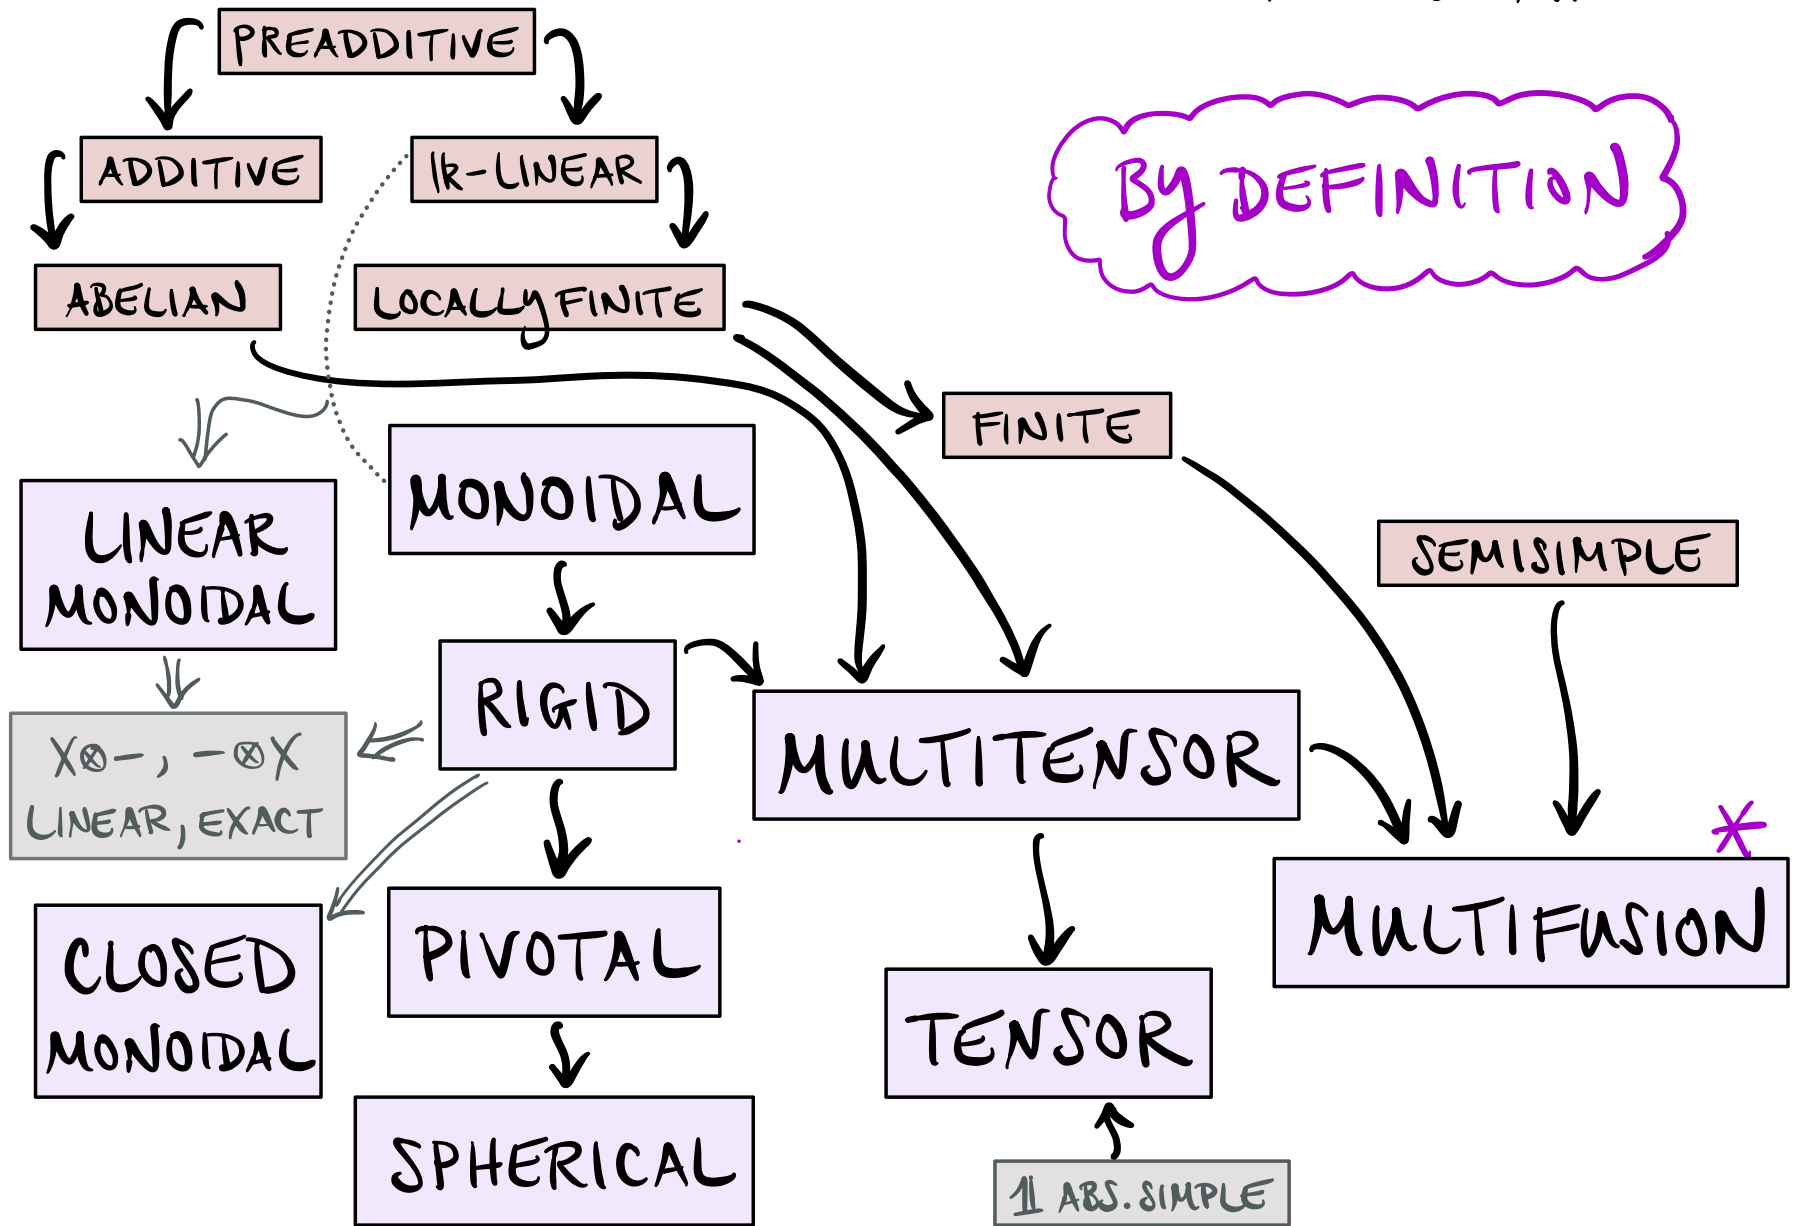 PREADDITIVE
ADDITIVE
𝕜-LINEAR
BY DEFINITION
ABELIAN
LOCALLY FINITE
FINITE
MONOIDAL
LINEAR
MONOIDAL
SEMISIMPLE
RIGID
MULTITENSOR
X⊗-, -⊗X
LINEAR, EXACT
*
MULTIFUSION
PIVOTAL
CLOSED
MONOIDAL
TENSOR
SPHERICAL
𝟙 ABS. SIMPLE